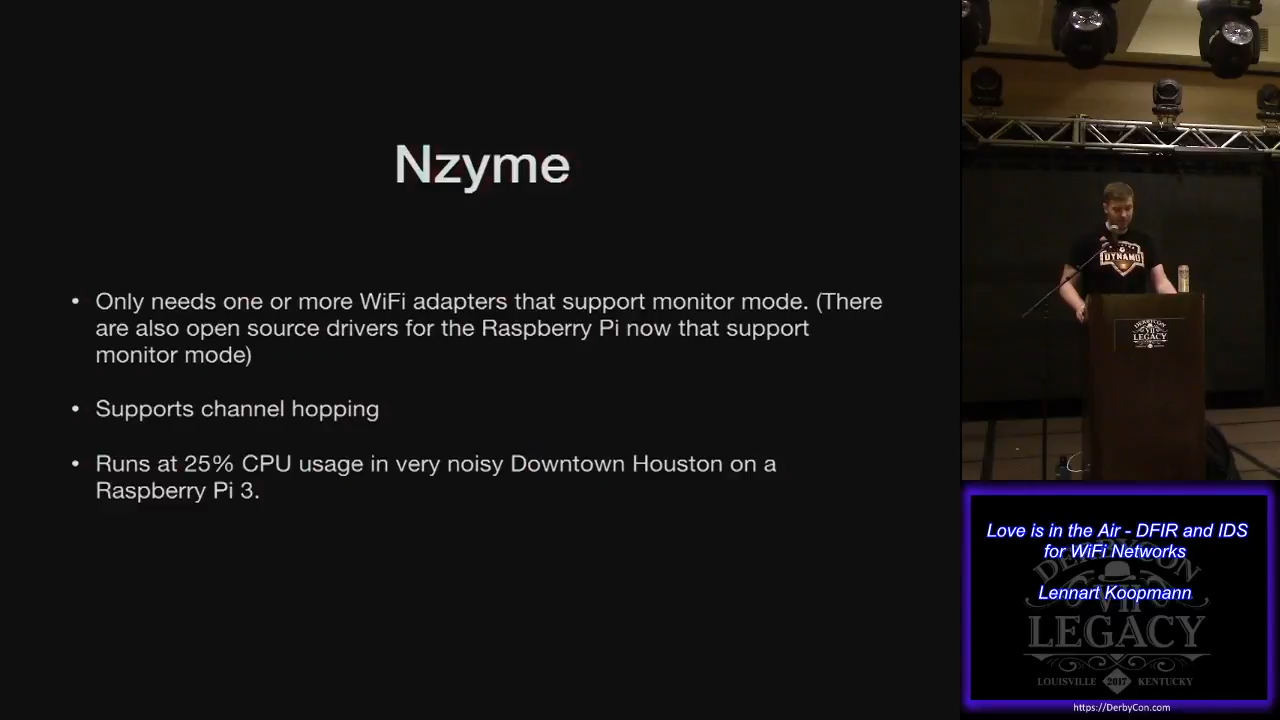 Nzyme
• Only needs one or more WiFi adapters that support monitor mode. (There
are also open source drivers for the Raspberry Pi now that support
monitor mode)
• Supports channel hopping
• Runs at 25% CPU usage in very noisy Downtown Houston on a
Raspberry Pi 3.
DYNAMO
DERBYCON
LEGACY
Love is in the Air - DFIR and IDS
for WiFi Networks
Lennart Koopmann
DERBYCON
VII
LEGACY
LOUISVILLE 2017 KENTUCKY
https://DerbyCon.com